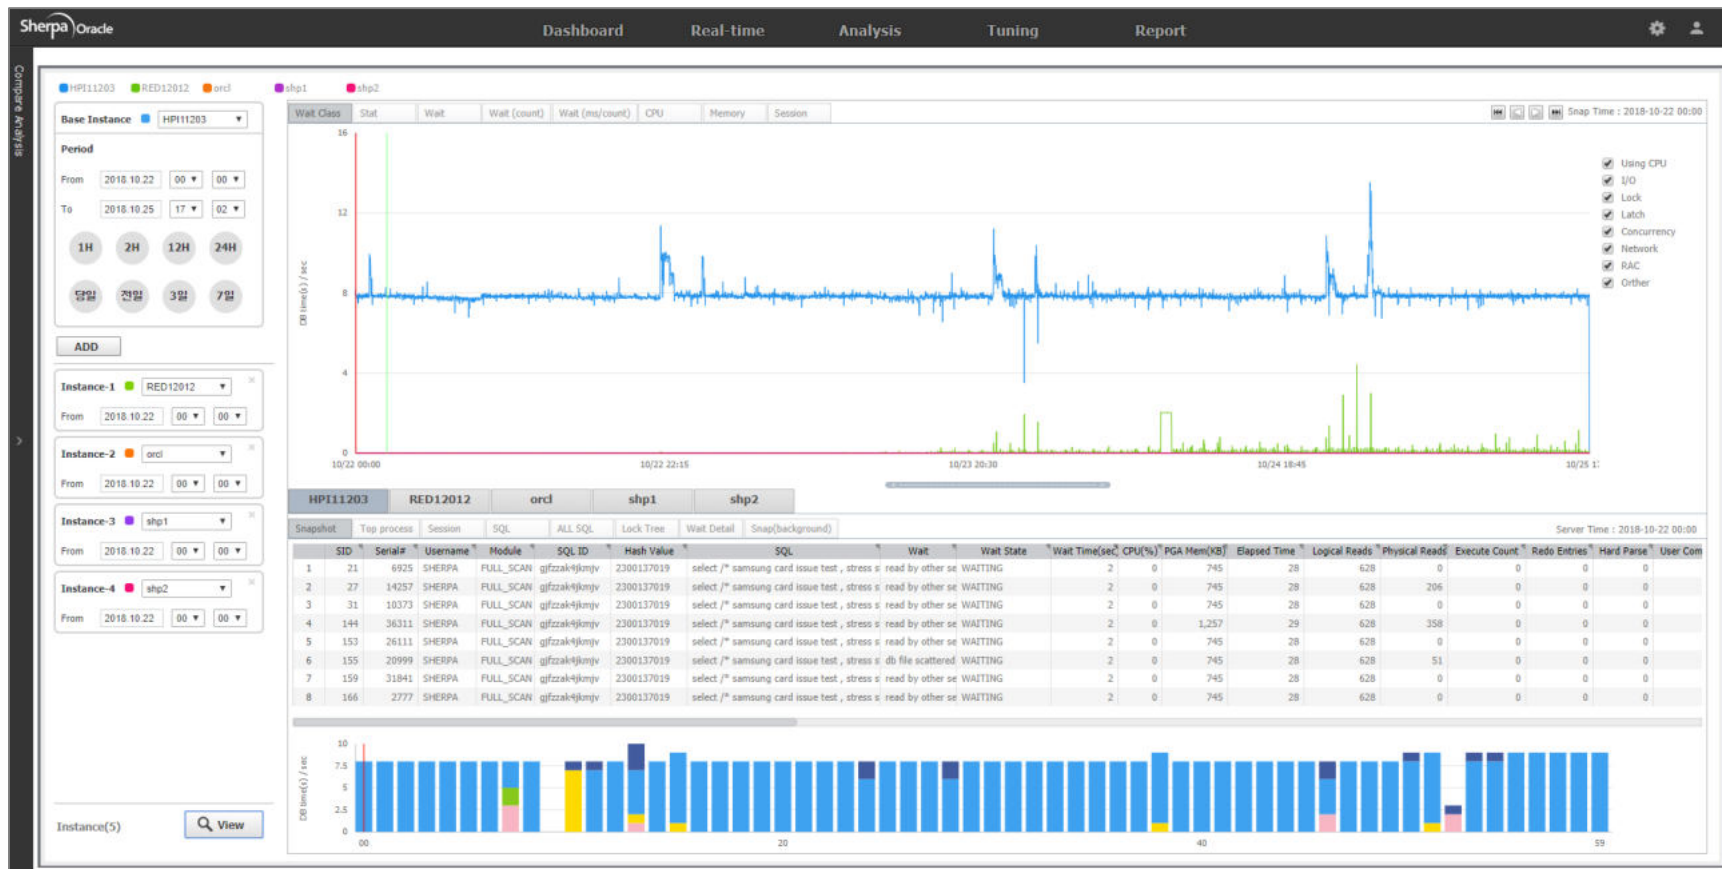 Sherpa Oracle
Dashboard Real-time Analysis Tuning Report
Compare Analysis
HPI11203 RED12012 orcl shp1 shp2
Base Instance HPI11203
Period
From 2018.10.22 00 00
To 2018.10.25 17 02
1H 2H 12H 24H
당일 전일 3일 7일
ADD
Instance-1 RED12012
From 2018.10.22 00 00
Instance-2 orcl
From 2018.10.22 00 00
Instance-3 shp1
From 2018.10.22 00 00
Instance-4 shp2
From 2018.10.22 00 00
Instance(5) View
Wait Class Stat Wait Wait (count) Wait (ms/count) CPU Memory Session
Snap Time : 2018-10-22 00:00
DB time(s) / sec
16
12
8
4
0
10/22 00:00 10/22 22:15 10/23 20:30 10/24 18:45 10/25 1
Using CPU
I/O
Lock
Latch
Concurrency
Network
RAC
Orther
HPI11203 RED12012 orcl shp1 shp2
Snapshot Top process Session SQL ALL SQL Lock Tree Wait Detail Snap(background)
Server Time : 2018-10-22 00:00
SID Serial# Username Module SQL ID Hash Value SQL Wait Wait State Wait Time(sec) CPU(%) PGA Mem(KB) Elapsed Time Logical Reads Physical Reads Execute Count Redo Entries Hard Parse User Com
1 21 6925 SHERPA FULL_SCAN gjfzzak4jkmjv 2300137019 select /* samsung card issue test , stress s read by other se WAITING 2 0 745 28 628 0 0 0 0
2 27 14257 SHERPA FULL_SCAN gjfzzak4jkmjv 2300137019 select /* samsung card issue test , stress s read by other se WAITING 2 0 745 28 628 206 0 0 0
3 31 10373 SHERPA FULL_SCAN gjfzzak4jkmjv 2300137019 select /* samsung card issue test , stress s read by other se WAITING 2 0 745 28 628 0 0 0 0
4 144 36311 SHERPA FULL_SCAN gjfzzak4jkmjv 2300137019 select /* samsung card issue test , stress s read by other se WAITING 2 0 1,257 29 628 358 0 0 0
5 153 26111 SHERPA FULL_SCAN gjfzzak4jkmjv 2300137019 select /* samsung card issue test , stress s read by other se WAITING 2 0 745 28 628 0 0 0 0
6 155 20999 SHERPA FULL_SCAN gjfzzak4jkmjv 2300137019 select /* samsung card issue test , stress s db file scattered WAITING 2 0 745 28 628 51 0 0 0
7 159 31841 SHERPA FULL_SCAN gjfzzak4jkmjv 2300137019 select /* samsung card issue test , stress s read by other se WAITING 2 0 745 28 628 0 0 0 0
8 166 2777 SHERPA FULL_SCAN gjfzzak4jkmjv 2300137019 select /* samsung card issue test , stress s read by other se WAITING 2 0 745 28 628 0 0 0 0
DB time(s) / sec
10
7.5
5
2.5
0
00 20 40 59